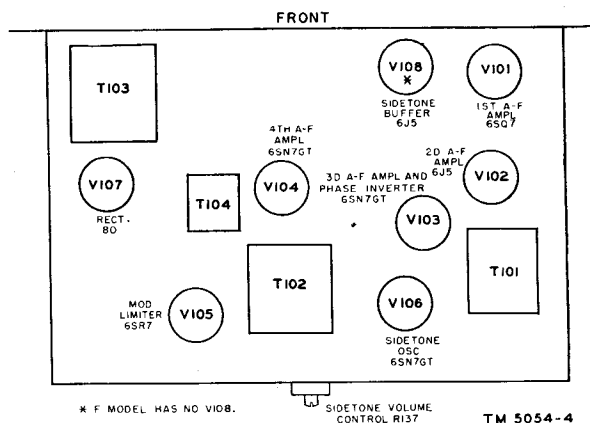 FRONT
T103
V108
*
SIDETONE
BUFFER
6J5
V101
1ST A-F
AMPL
6SQ7
4TH A-F
AMPL
6SN7GT
V107
RECT.
80
T104
V104
3D A-F AMPL AND
PHASE INVERTER
6SN7GT
2D A-F
AMPL
6J5
V102
V103
T102
T101
MOD
LIMITER
6SR7
V105
V106
SIDETONE
OSC
6SN7GT
* F MODEL HAS NO V108.
SIDETONE VOLUME
CONTROL R137
TM 5054-4